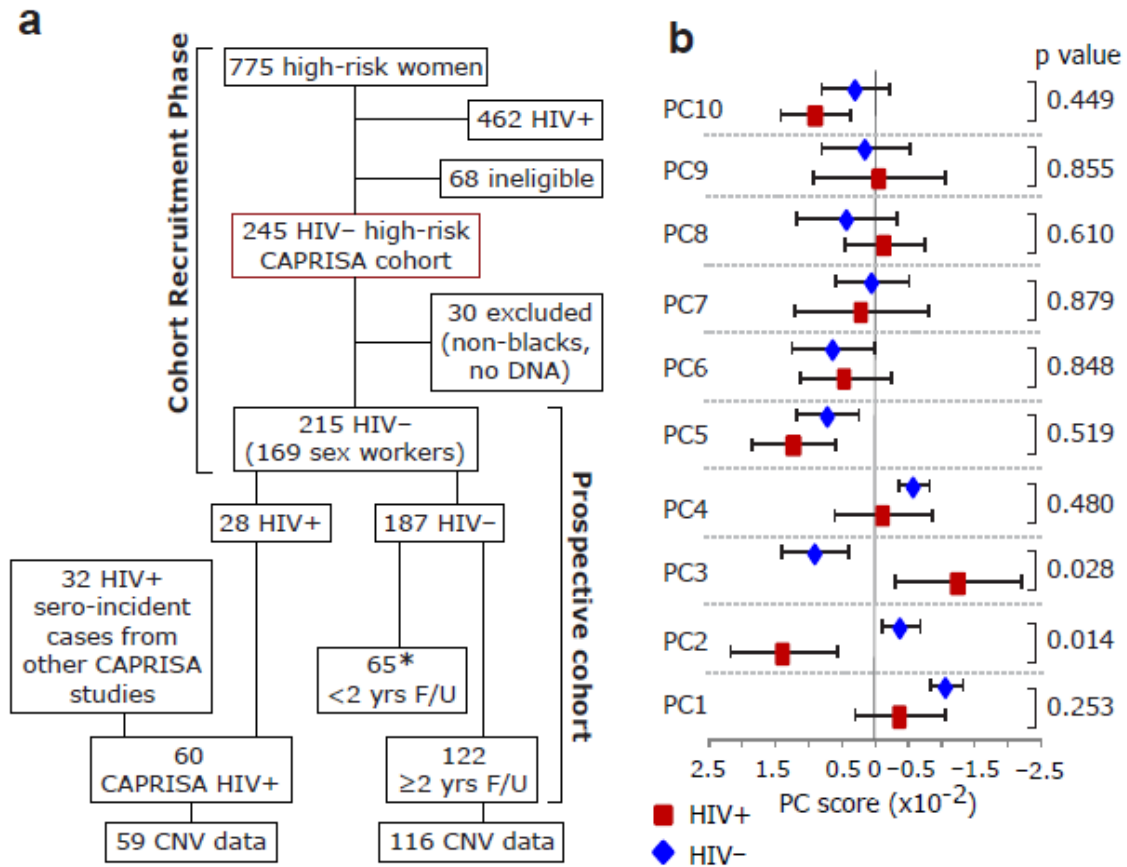 a
Cohort Recruitment Phase
775 high-risk women
462 HIV+
68 ineligible
245 HIV− high-risk
CAPRISA cohort
30 excluded
(non-blacks,
no DNA)
215 HIV−
(169 sex workers)
Prospective cohort
28 HIV+
187 HIV−
32 HIV+
sero-incident
cases from
other CAPRISA
studies
65*
<2 yrs F/U
60
CAPRISA HIV+
122
≥2 yrs F/U
59 CNV data
116 CNV data
b
p value
PC10
0.449
PC9
0.855
PC8
0.610
PC7
0.879
PC6
0.848
PC5
0.519
PC4
0.480
PC3
0.028
PC2
0.014
PC1
0.253
2.5 1.5 0.5 0 −0.5 −1.5 −2.5
PC score (x10−2)
HIV+
HIV−